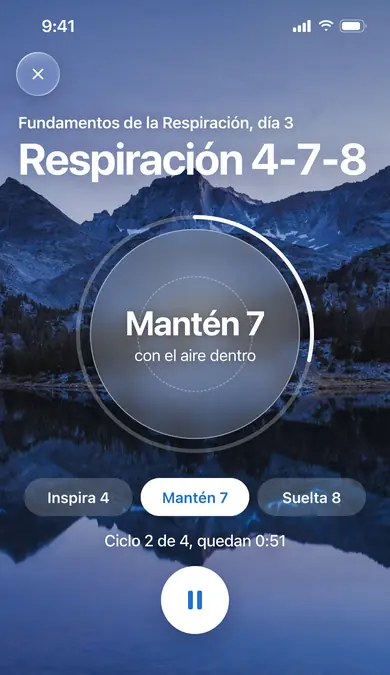 9:41
Fundamentos de la Respiración, día 3
Respiración 4-7-8
Mantén 7
con el aire dentro
Inspira 4
Mantén 7
Suelta 8
Ciclo 2 de 4, quedan 0:51